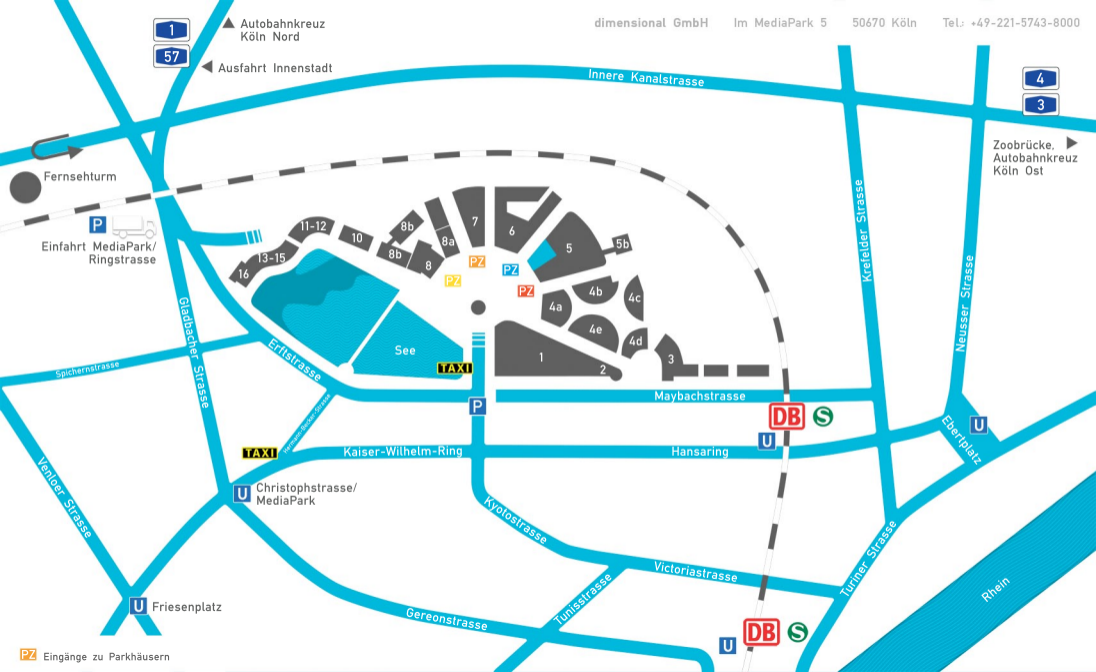 dimensional GmbH Im MediaPark 5 50670 Köln Tel.: +49-221-5743-8000
1
57
Autobahnkreuz
Köln Nord
Ausfahrt Innenstadt
Innere Kanalstrasse
4
3
Zoobrücke,
Autobahnkreuz
Köln Ost
Fernsehturm
P
Einfahrt MediaPark/
Ringstrasse
11-12
10
13-15
16
8b
8b
8a
8
7
6
5
5b
PZ
PZ
PZ
PZ
4a
4b
4c
4d
4e
1
2
3
See
TAXI
P
Krefelder Strasse
Neusser Strasse
Gladbacher Strasse
Erftstrasse
Spichernstrasse
Hermann-Becker-Strasse
Maybachstrasse
DB
S
U
U
Ebertplatz
TAXI
Kaiser-Wilhelm-Ring
Hansaring
U
Christophstrasse/
MediaPark
Venloer Strasse
Kyotostrasse
Victoriastrasse
Turiner Strasse
Tunisstrasse
Gereonstrasse
Rhein
U
Friesenplatz
U
DB
S
PZ Eingänge zu Parkhäusern